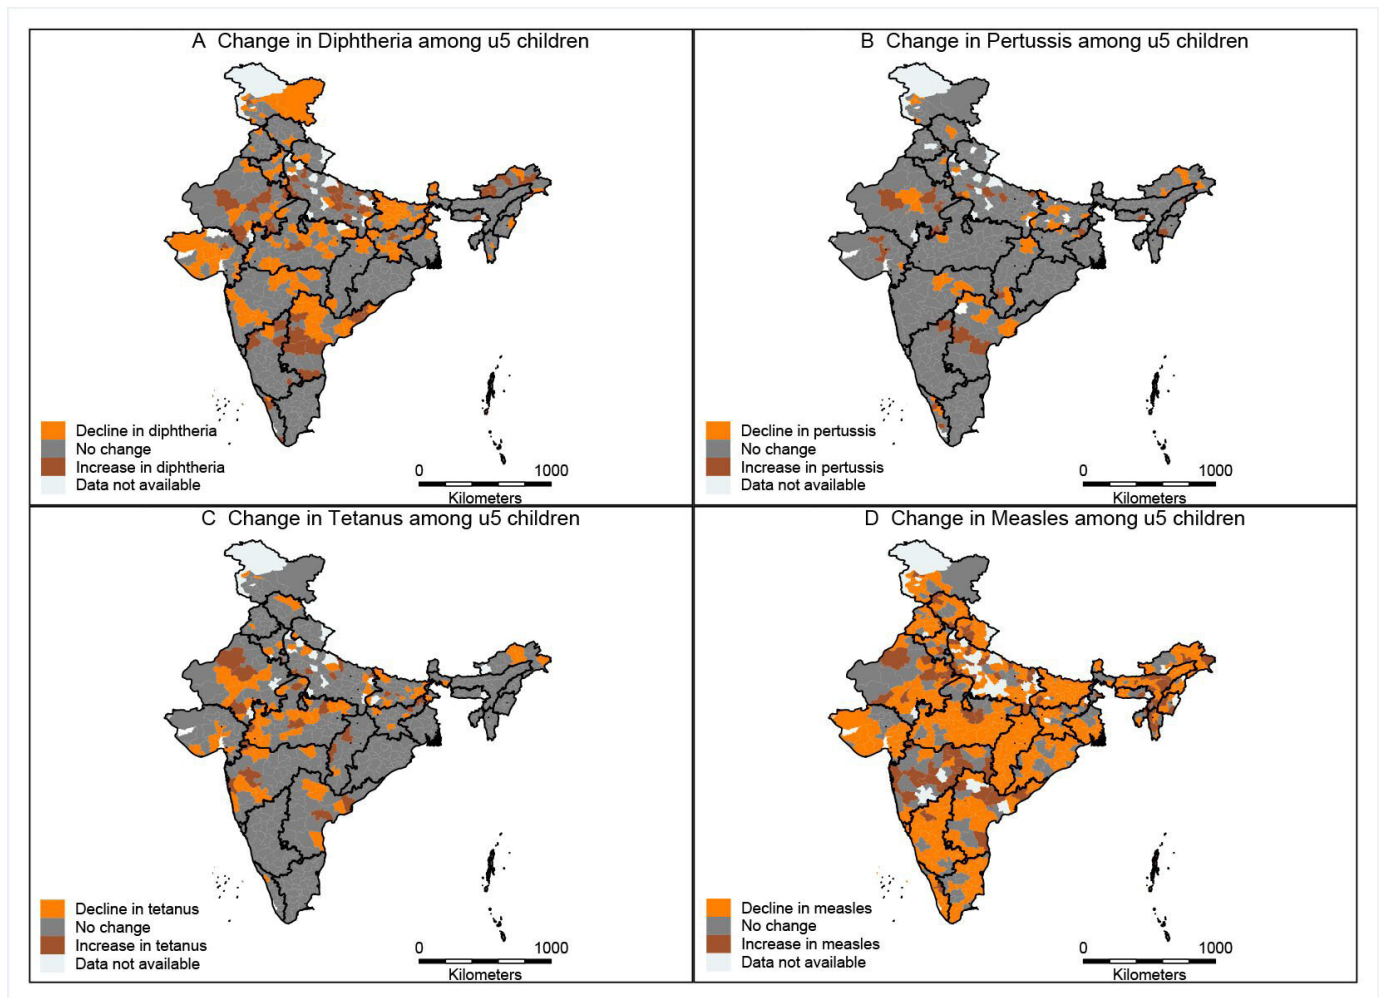 A Change in Diphtheria among u5 children
Decline in diphtheria
No change
Increase in diphtheria
Data not available
0 1000
Kilometers
B Change in Pertussis among u5 children
Decline in pertussis
No change
Increase in pertussis
Data not available
0 1000
Kilometers
C Change in Tetanus among u5 children
Decline in tetanus
No change
Increase in tetanus
Data not available
0 1000
Kilometers
D Change in Measles among u5 children
Decline in measles
No change
Increase in measles
Data not available
0 1000
Kilometers